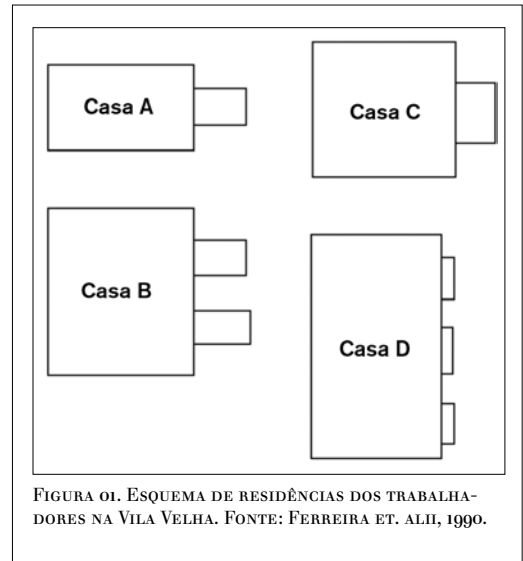 Casa A
Casa C
Casa B
Casa D
Figura 01. Esquema de residências dos trabalha-
dores na Vila Velha. Fonte: Ferreira et. alii, 1990.